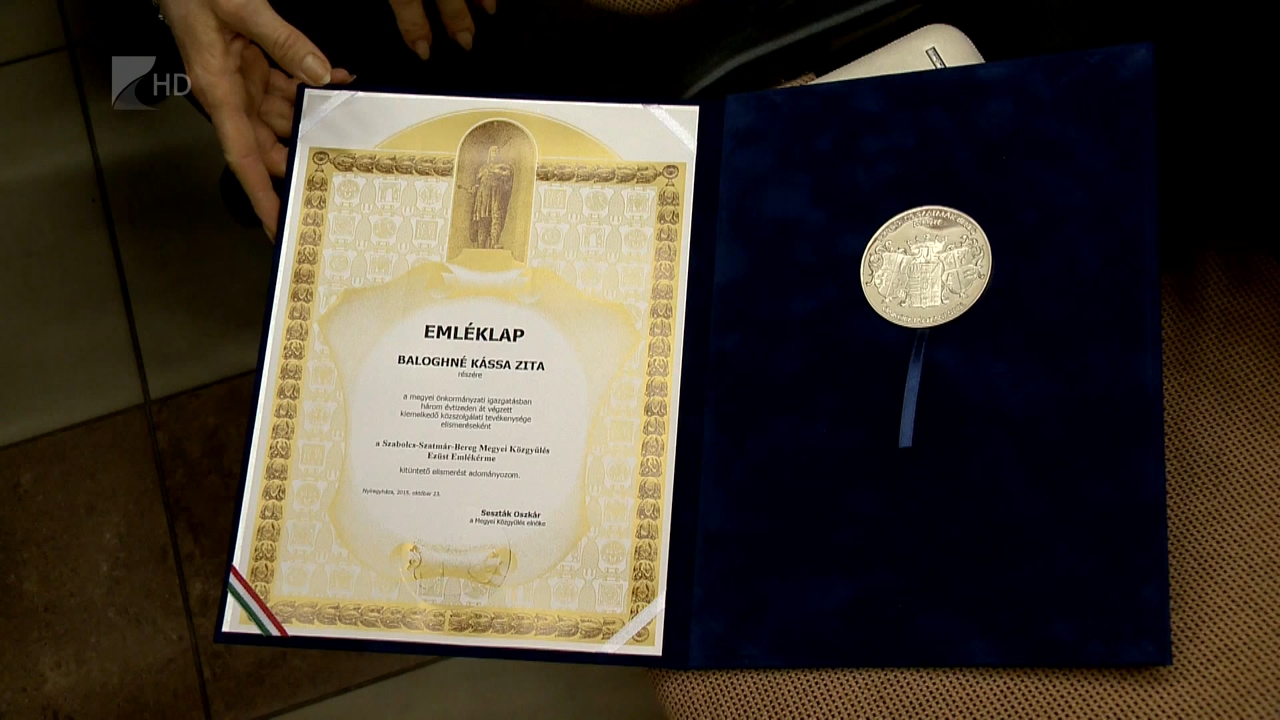 HD
EMLÉKLAP
BALOGHNÉ KÁSSA ZITA
részére
a megyei önkormányzati igazgatásban
három évtizeden át végzett
kiemelkedő közszolgálati tevékenysége
elismeréseként
a Szabolcs-Szatmár-Bereg Megyei Közgyűlés
Ezüst Emlékérme
kitüntető elismerést adományozom.
Nyíregyháza, 2015. október 23.
Seszták Oszkár
a Megyei Közgyűlés elnöke